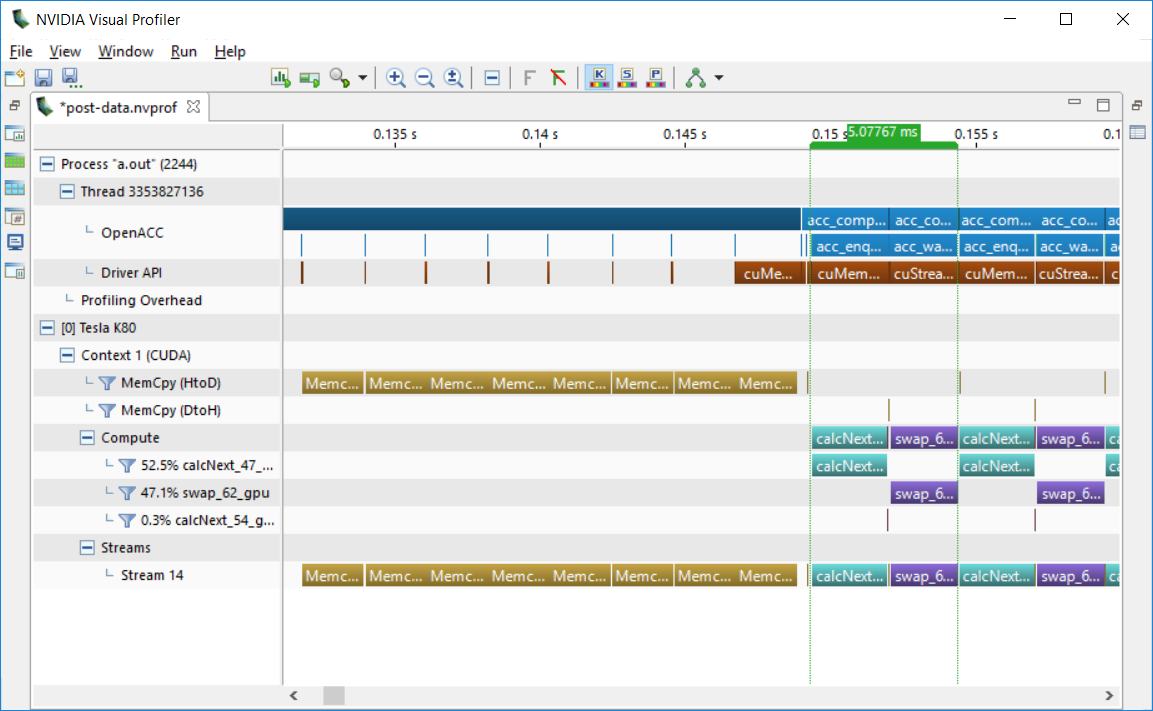 NVIDIA Visual Profiler
File View Window Run Help
F F K S P
*post-data.nvprof
0.135 s 0.14 s 0.145 s 0.15 s 5.07767 ms 0.155 s 0.1
Process "a.out" (2244)
Thread 3353827136
OpenACC
acc_comp... acc_co... acc_com... acc_co... ac
acc_enq... acc_wa... acc_enq... acc_wa... a
Driver API cuMe... cuMem... cuStrea... cuMem... cuStrea... c
Profiling Overhead
[0] Tesla K80
Context 1 (CUDA)
MemCpy (HtoD) Memc... Memc... Memc... Memc... Memc... Memc... Memc... Memc...
MemCpy (DtoH)
Compute calcNext... swap_6... calcNext... swap_6... ca
52.5% calcNext_47_... calcNext... calcNext... ca
47.1% swap_62_gpu swap_6... swap_6...
0.3% calcNext_54_g...
Streams
Stream 14 Memc... Memc... Memc... Memc... Memc... Memc... Memc... Memc... calcNext... swap_6... calcNext... swap_6... ca